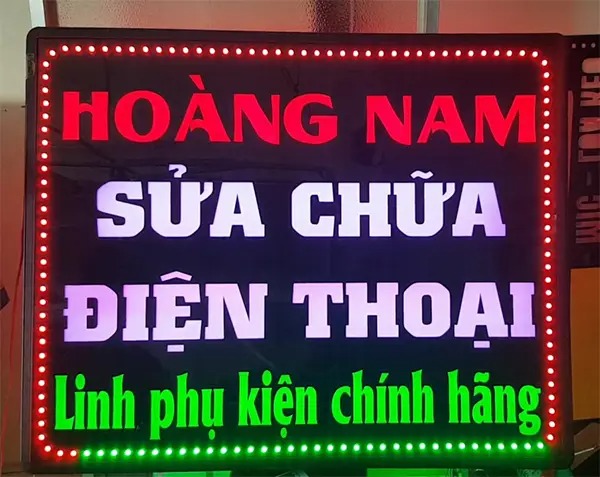 HOÀNG NAM
SỬA CHỮA
ĐIỆN THOẠI
Linh phụ kiện chính hãng